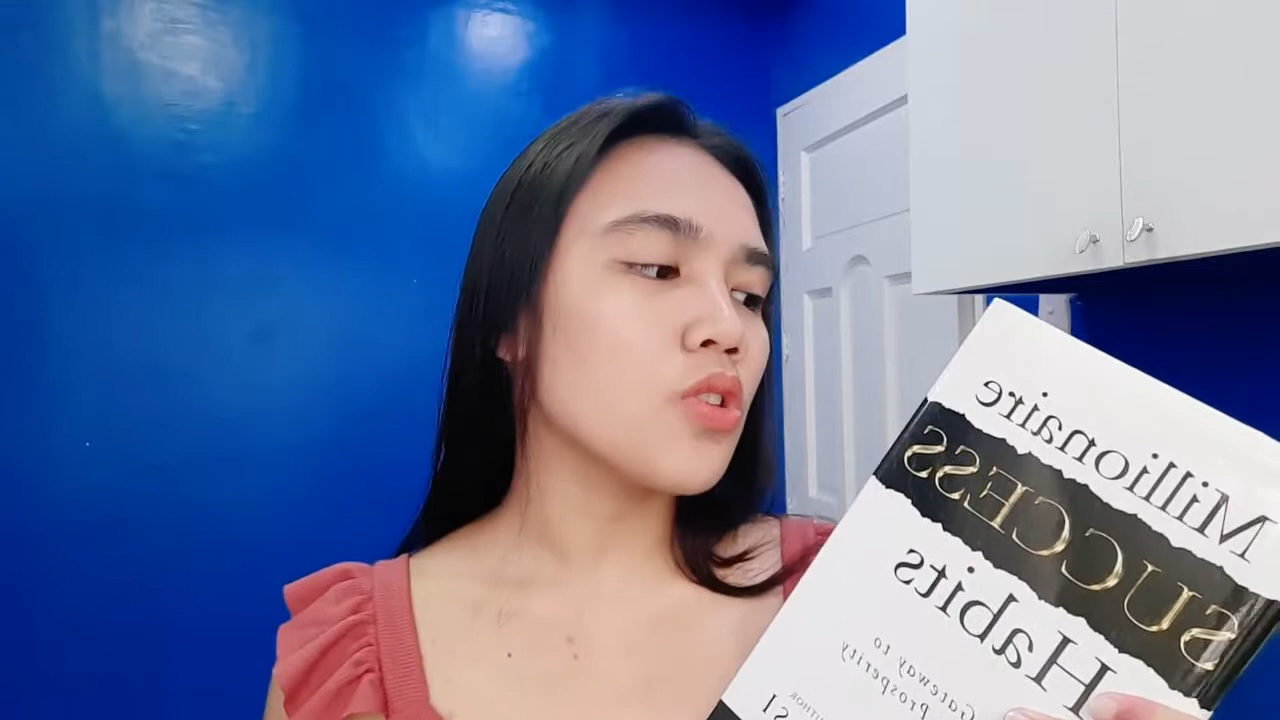 Millionaire
SUCCESS
Habits
Gateway to
Prosperity